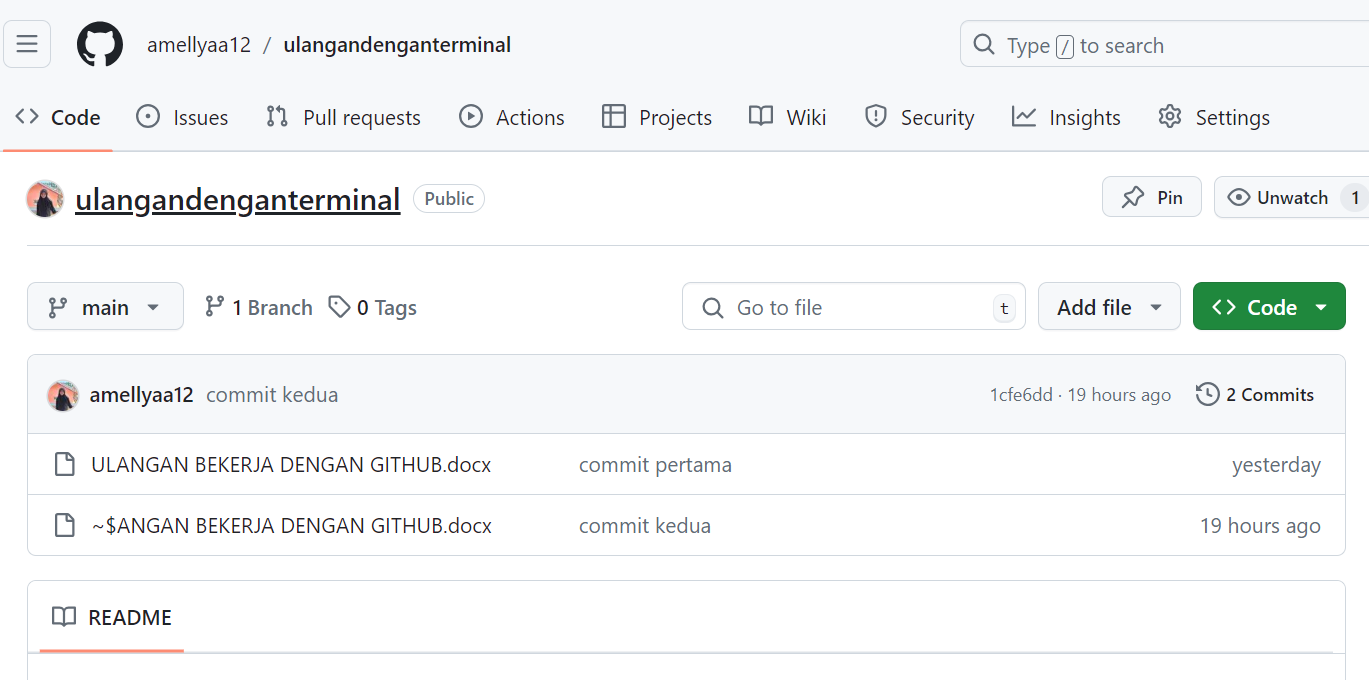 amellyaa12 / ulangandenganterminal
Type / to search
Code Issues Pull requests Actions Projects Wiki Security Insights Settings
ulangandenganterminal Public
Pin
Unwatch 1
main
1 Branch
0 Tags
Go to file t
Add file
Code
amellyaa12 commit kedua
1cfe6dd · 19 hours ago
2 Commits
ULANGAN BEKERJA DENGAN GITHUB.docx commit pertama yesterday
~$ANGAN BEKERJA DENGAN GITHUB.docx commit kedua 19 hours ago
README